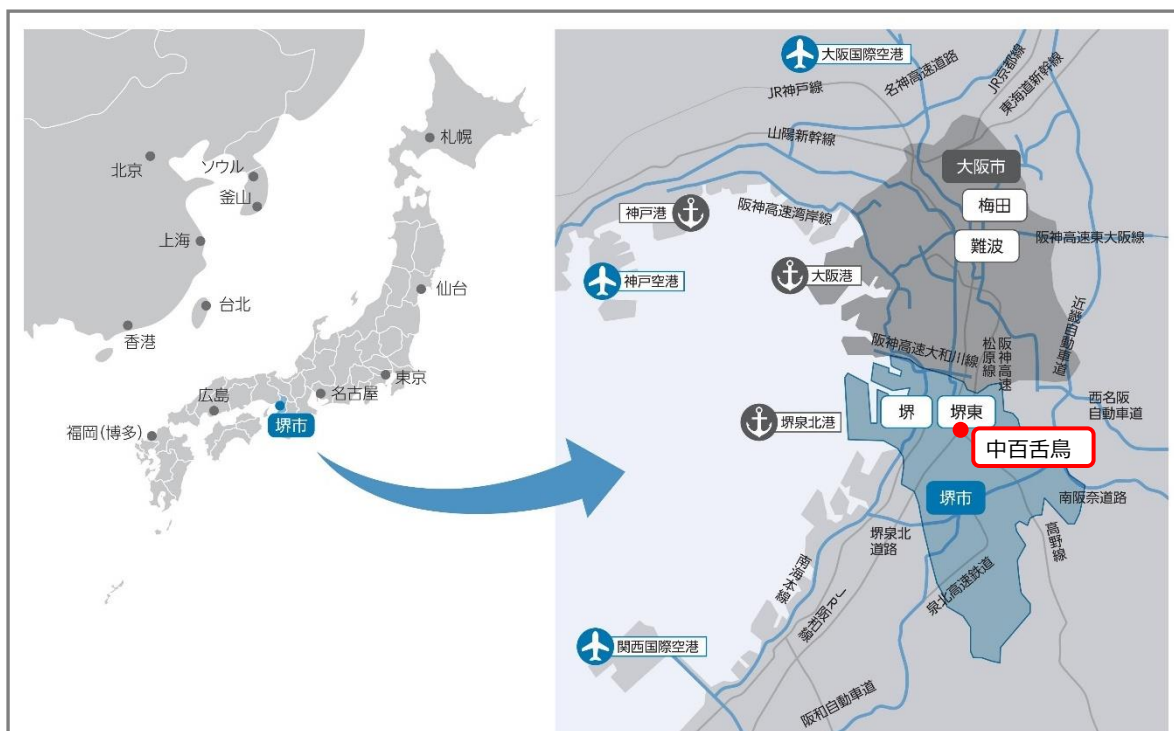 札幌
北京
ソウル
釜山
上海
仙台
台北
香港
東京
名古屋
広島
堺市
福岡(博多)
大阪国際空港
名神高速道路
JR京都線
東海道新幹線
JR神戸線
山陽新幹線
大阪市
梅田
神戸港
阪神高速湾岸線
難波
阪神高速東大阪線
大阪港
神戸空港
近畿自動車道
阪神高速大和川線
阪神高速
松原線
西名阪
自動車道
堺
堺東
堺泉北港
中百舌鳥
堺市
南阪奈道路
堺泉北
道路
高野線
南海本線
泉北高速鉄道
JR阪和線
関西国際空港
阪和自動車道